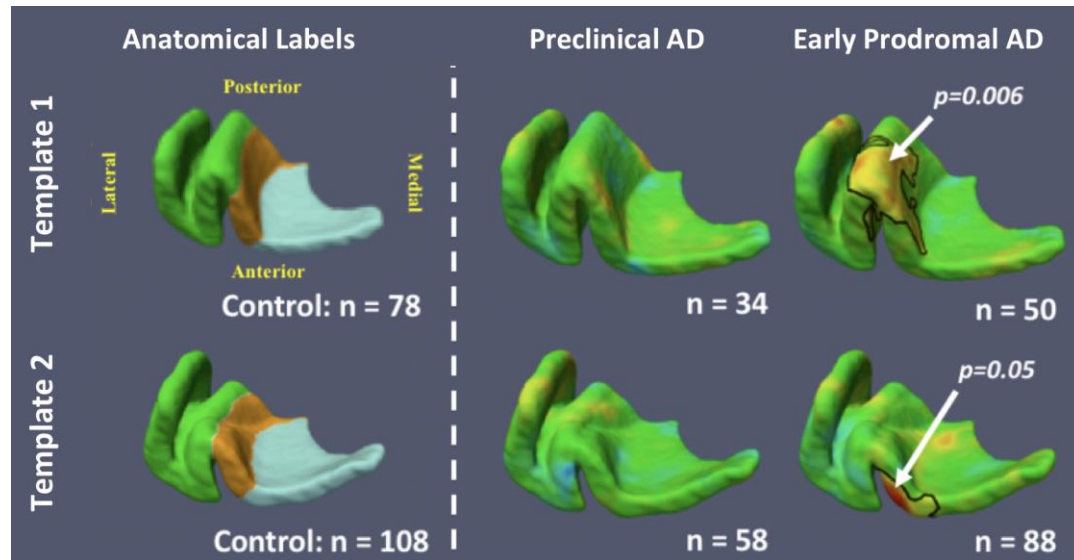 Anatomical Labels
Preclinical AD
Early Prodromal AD
Template 1
Posterior
Lateral
Medial
Anterior
p=0.006
Control: n = 78
n = 34
n = 50
Template 2
p=0.05
Control: n = 108
n = 58
n = 88